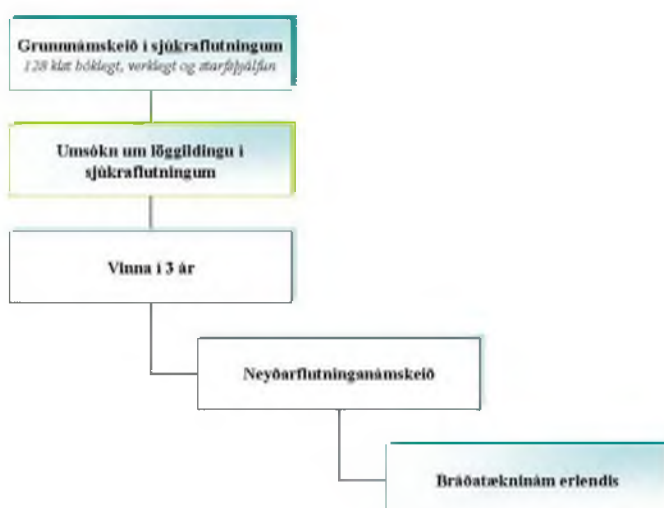 Grunnnámskeið í sjúkraflutningum
128 klst bóklegt, verklegt og starfsþjálfun
Umsókn um löggildingu í
sjúkraflutningum
Vinna í 3 ár
Neyðarflutninganámskeið
Bráðatækninám erlendis